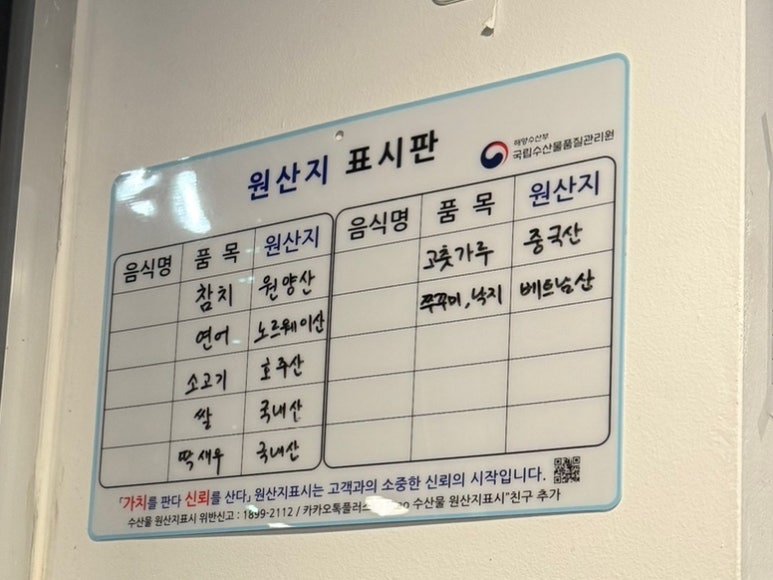 원산지 표시판
해양수산부
국립수산물품질관리원
음식명 품 목 원산지
참치 원양산
연어 노르웨이산
소고기 호주산
쌀 국내산
딱새우 국내산
음식명 품 목 원산지
고춧가루 중국산
쭈꾸미, 낙지 베트남산
「가치를 판다 신뢰를 산다」 원산지표시는 고객과의 소중한 신뢰의 시작입니다.
수산물 원산지표시 위반신고 : 1899-2112 / 카카오톡플러스 수산물 원산지표시"친구 추가